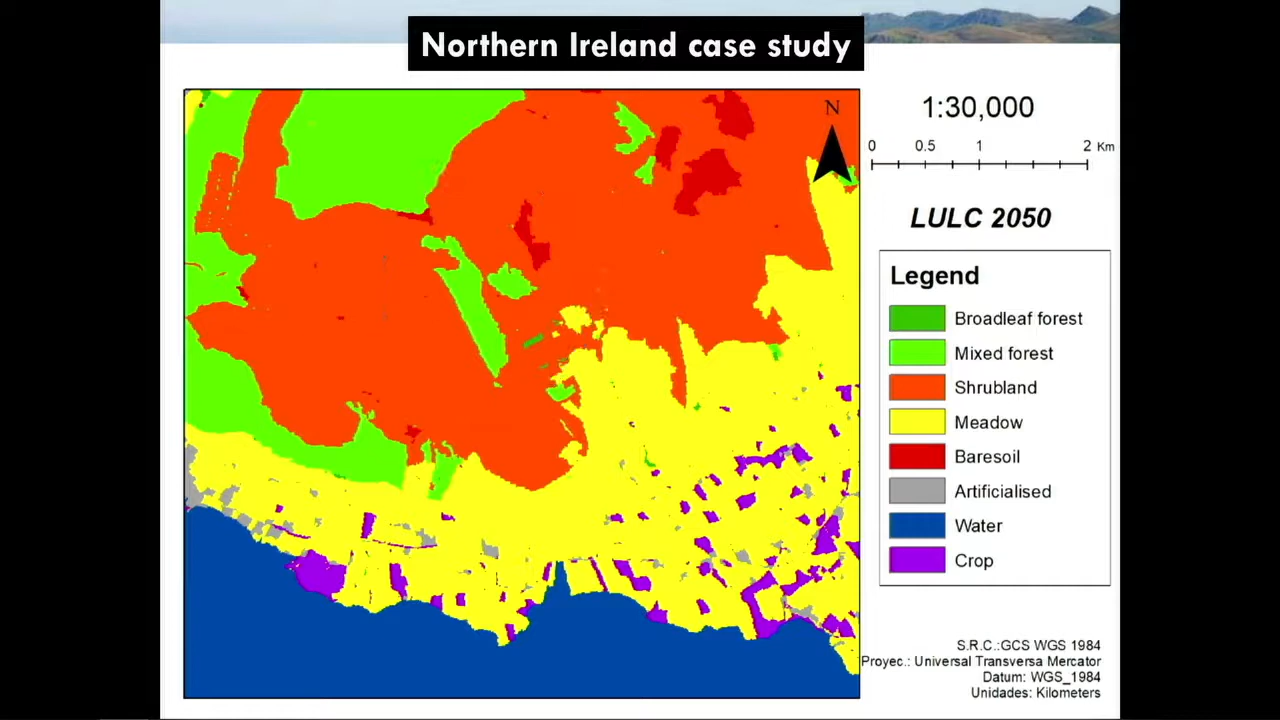 Northern Ireland case study
N
1:30,000
0 0.5 1 2 Km
LULC 2050
Legend
Broadleaf forest
Mixed forest
Shrubland
Meadow
Baresoil
Artificialised
Water
Crop
S.R.C.:GCS WGS 1984
Proyec.: Universal Transversa Mercator
Datum: WGS_1984
Unidades: Kilometers